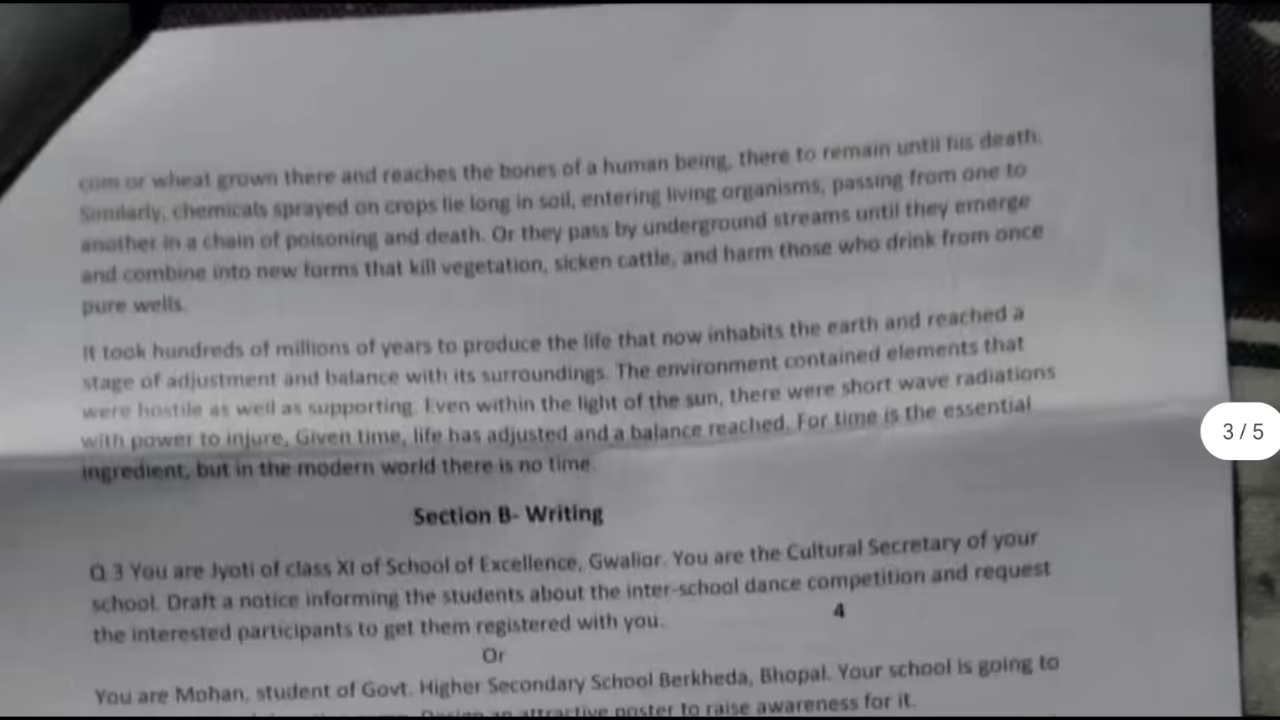 corn or wheat grown there and reaches the bones of a human being, there to remain until his death.
Similarly, chemicals sprayed on crops lie long in soil, entering living organisms, passing from one to
another in a chain of poisoning and death. Or they pass by underground streams until they emerge
and combine into new forms that kill vegetation, sicken cattle, and harm those who drink from once
pure wells.
It took hundreds of millions of years to produce the life that now inhabits the earth and reached a
stage of adjustment and balance with its surroundings. The environment contained elements that
were hostile as well as supporting. Even within the light of the sun, there were short wave radiations
with power to injure, Given time, life has adjusted and a balance reached. For time is the essential
ingredient, but in the modern world there is no time.
Section B- Writing
Q.3 You are Jyoti of class XI of School of Excellence, Gwalior. You are the Cultural Secretary of your
school. Draft a notice informing the students about the inter-school dance competition and request
the interested participants to get them registered with you. 4
Or
You are Mohan, student of Govt. Higher Secondary School Berkheda, Bhopal. Your school is going to
Design an attractive poster to raise awareness for it.
3 / 5